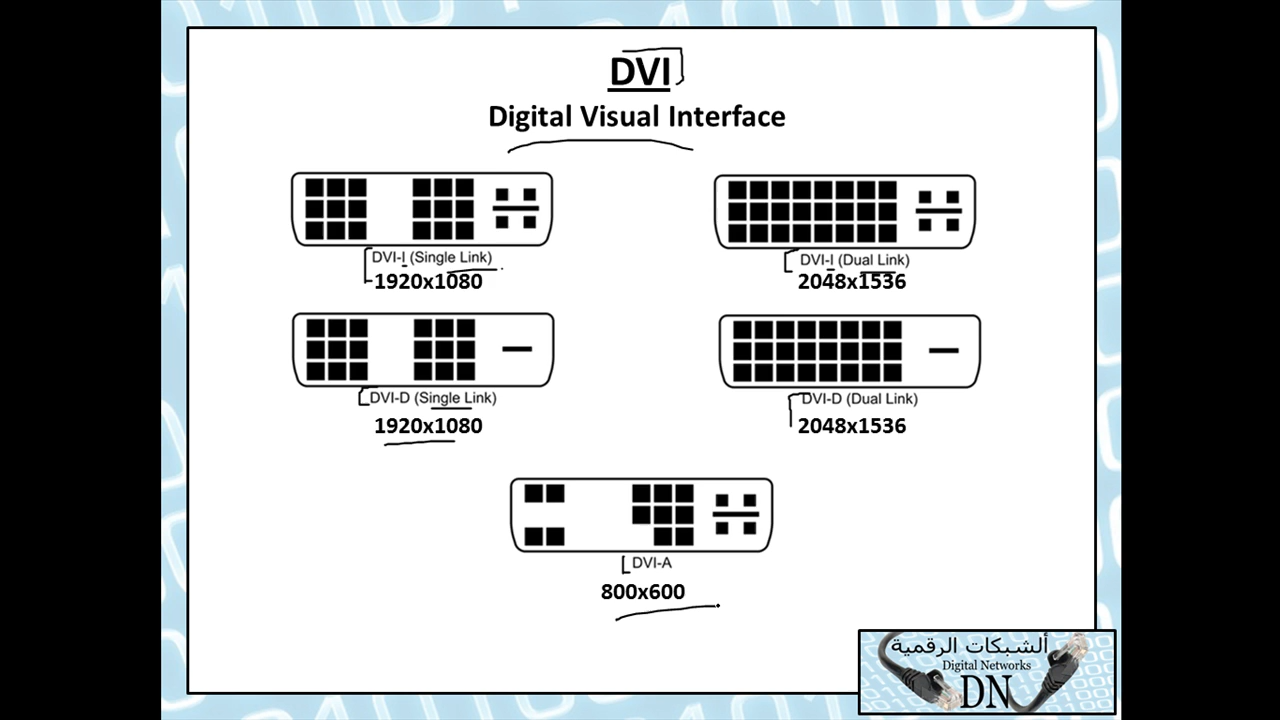 DVI
Digital Visual Interface
DVI-I (Single Link)
1920x1080
DVI-I (Dual Link)
2048x1536
DVI-D (Single Link)
1920x1080
DVI-D (Dual Link)
2048x1536
DVI-A
800x600
ألشبكات الرقمية
Digital Networks
DN